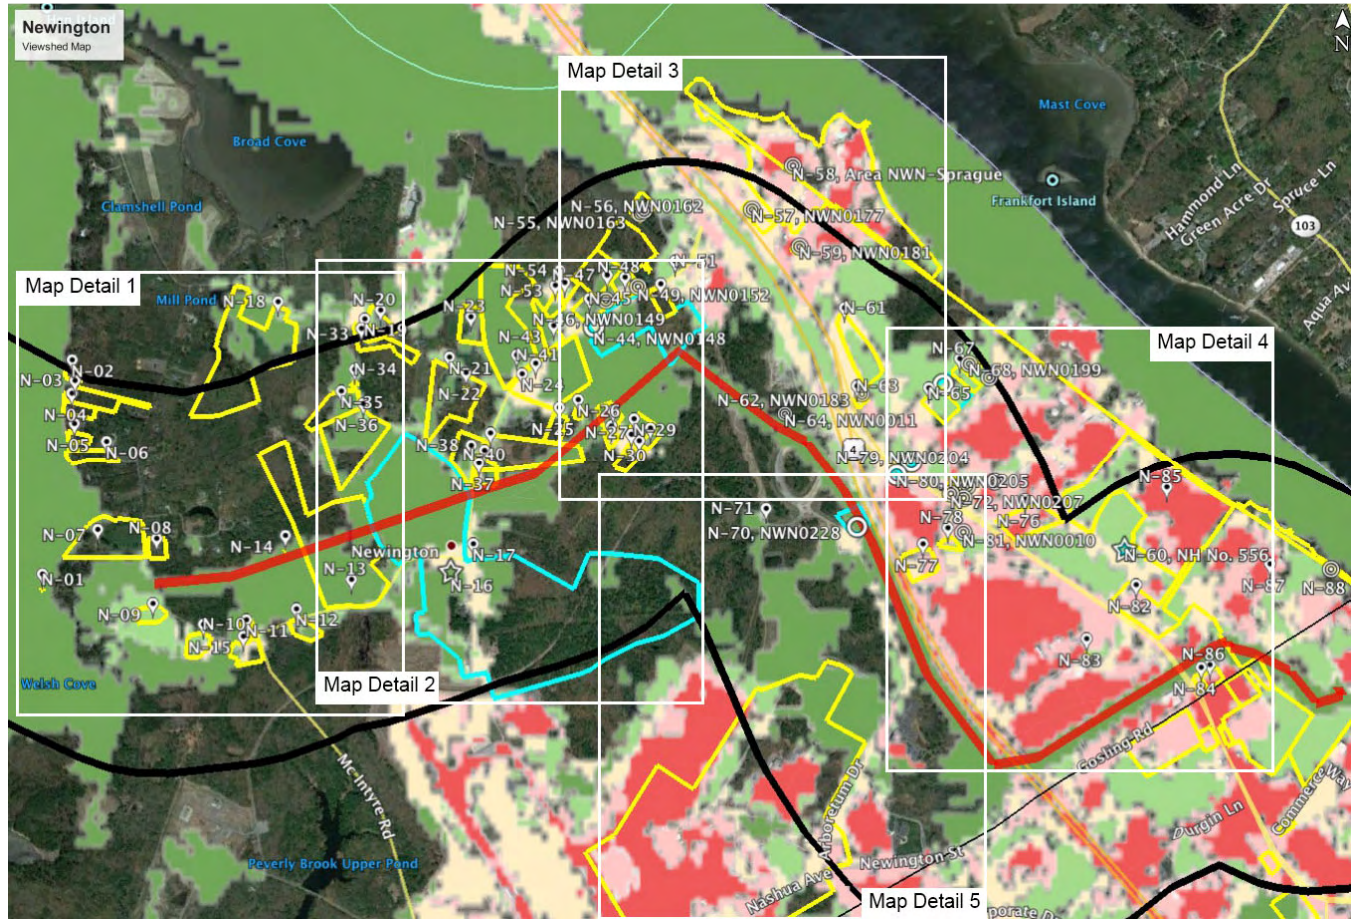 Newington
Viewshed Map
N
Map Detail 3
Mast Cove
Broad Cove
N-58, Area NWN-Sprague
Frankfort Island
Hammond Ln
Green Acre Dr
Spruce Ln
103
Aqua Av
Clamshell Pond
N-56, NWN0162
N-55, NWN0163
N-57, NWN0177
N-59, NWN0181
Map Detail 1
Mill Pond
N-18
N-20
N-33
N-19
N-23
N-54
N-47
N-48
N-51
N-53
N-45
N-49, NWN0152
N-46, NWN0149
N-43
N-44, NWN0148
N-61
Map Detail 4
N-02
N-03
N-34
N-21
N-41
N-22
N-24
N-67
N-68, NWN0199
N-63
N-65
N-04
N-35
N-36
N-62, NWN0183
N-64, NWN0011
N-05
N-06
N-38
N-40
N-37
N-25
N-26
N-27
N-29
N-30
4
N-79, NWN0204
N-80, NWN0205
N-72, NWN0207
N-85
N-07
N-08
N-14
N-71
N-70, NWN0228
N-78
N-76
N-81, NWN0010
N-60, NH No. 556
N-77
N-01
Newington
N-17
N-13
N-16
N-87
N-88
N-82
N-09
N-10
N-11
N-12
N-15
N-83
N-86
N-84
Welsh Cove
Map Detail 2
Mc Intyre Rd
Gosling Rd
Arboretum Dr
Durgin Ln
Commerce Way
Peverly Brook Upper Pond
Newington St
Nashua Ave
Map Detail 5
porate Dr